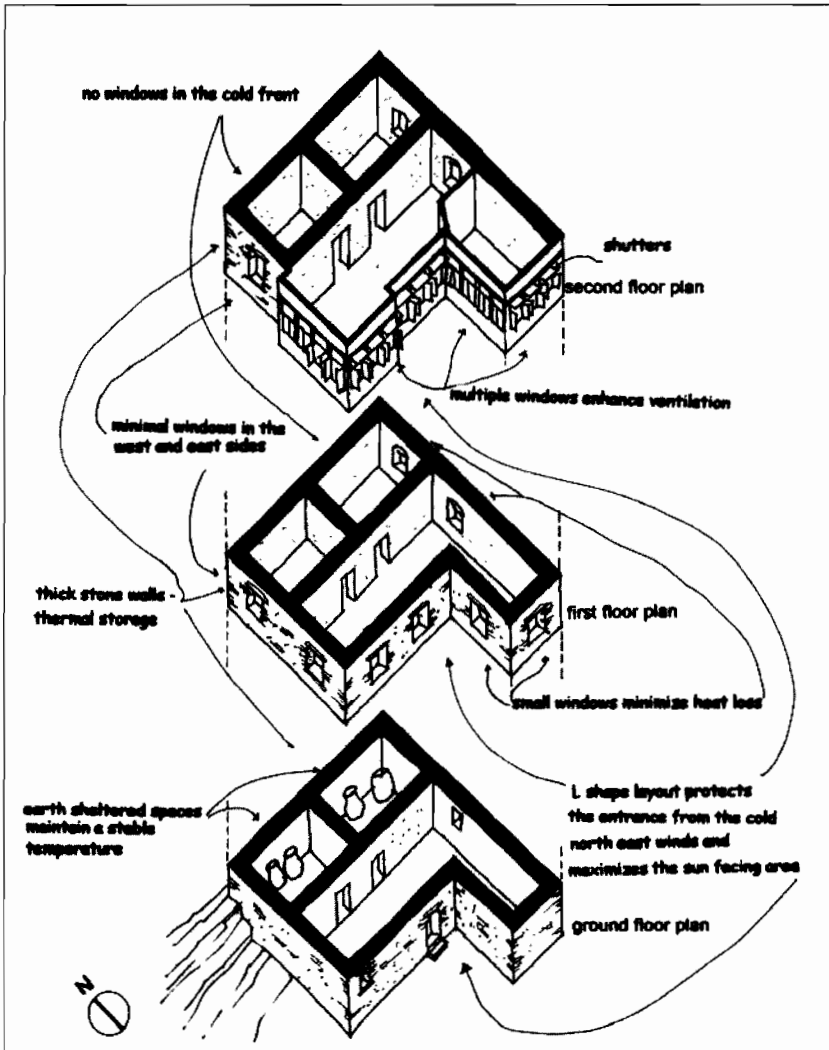 no windows in the cold front
shutters
second floor plan
multiple windows enhance ventilation
minimal windows in the
west and east sides
thick stone walls -
thermal storage
first floor plan
small windows minimize heat loss
earth sheltered spaces
maintain a stable
temperature
L shape layout protects
the entrance from the cold
north east winds and
maximizes the sun facing area
ground floor plan
N